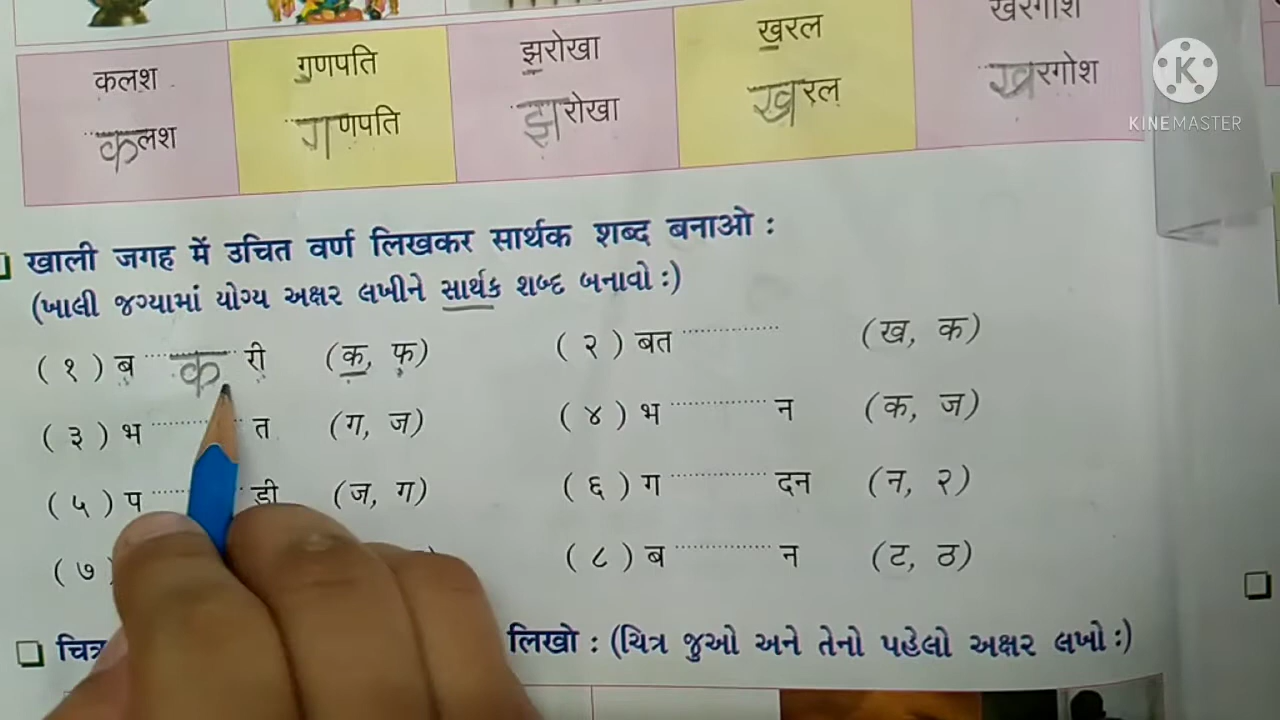 कलश गणपति झरोखा खरल खरगोश
कलश गणपति झरोखा खरल खरगोश
KINEMASTER
खाली जगह में उचित वर्ण लिखकर सार्थक शब्द बनाओ :
(ખાલી જગ્યામાં યોગ્ય અક્ષર લખીને સાર્થક શબ્દ બનાવો :)
( १ ) ब क री (क, फ) ( २ ) बत ............ (ख, क)
( ३ ) भ ............ त (ग, ज) ( ४ ) भ ............ न (क, ज)
( ५ ) प ............ डी (ज, ग) ( ६ ) ग ............ दन (न, २)
( ७ ) ( ८ ) ब ............ न (ट, ठ)
चित्र लिखो : (ચિત્ર જુઓ અને તેનો પહેલો અક્ષર લખો :)